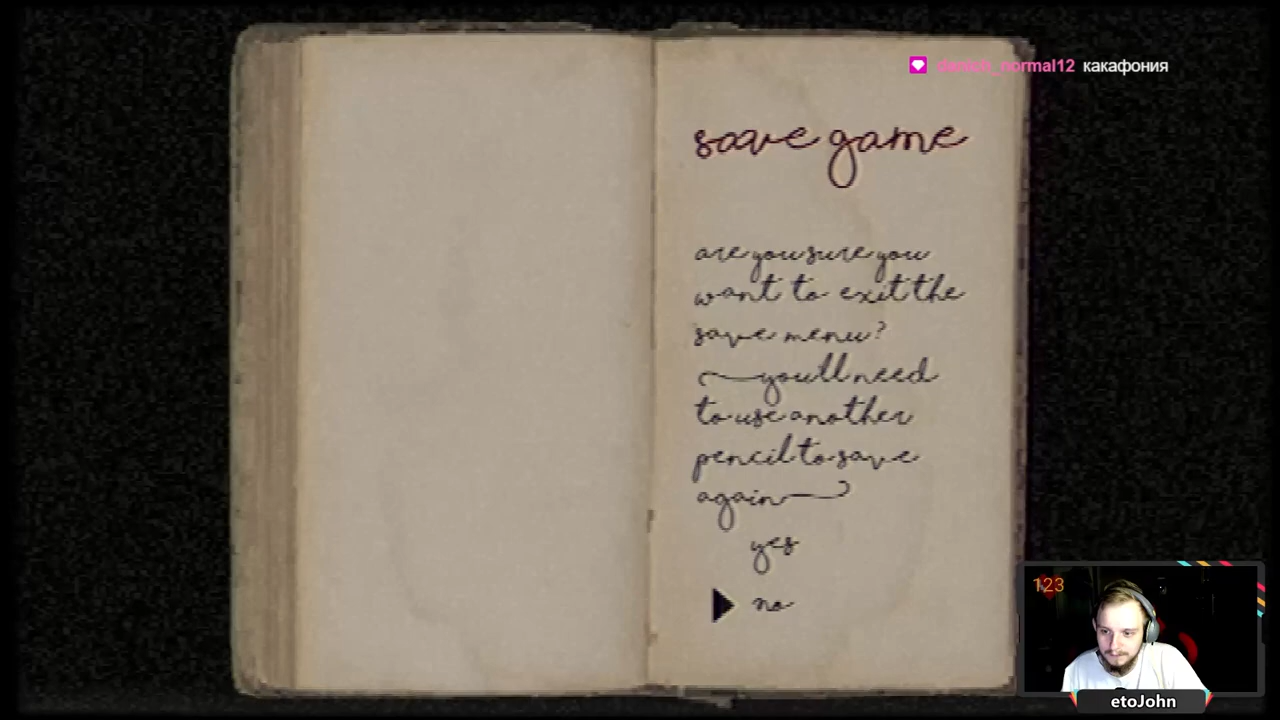 какафония
save game
are you sure you
want to exit the
save menu?
(you'll need
to use another
pencil to save
again)
yes
no
123
etoJohn